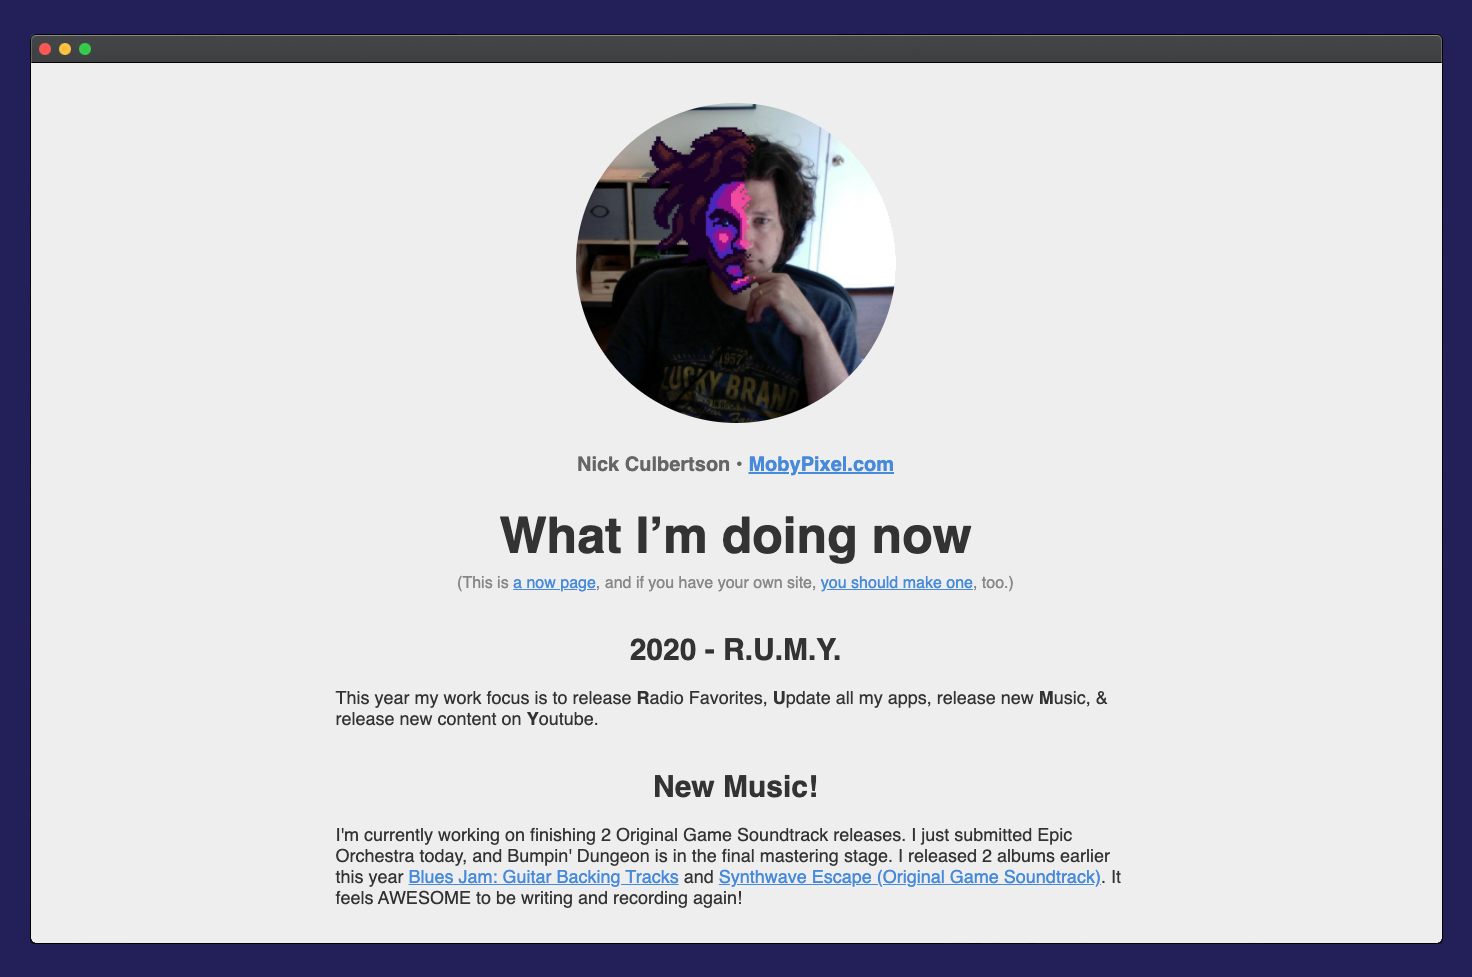 1957
LUCKY BRAND
Nick Culbertson • MobyPixel.com
What I’m doing now
(This is a now page, and if you have your own site, you should make one, too.)
2020 - R.U.M.Y.
This year my work focus is to release Radio Favorites, Update all my apps, release new Music, &
release new content on Youtube.
New Music!
I'm currently working on finishing 2 Original Game Soundtrack releases. I just submitted Epic
Orchestra today, and Bumpin' Dungeon is in the final mastering stage. I released 2 albums earlier
this year Blues Jam: Guitar Backing Tracks and Synthwave Escape (Original Game Soundtrack). It
feels AWESOME to be writing and recording again!